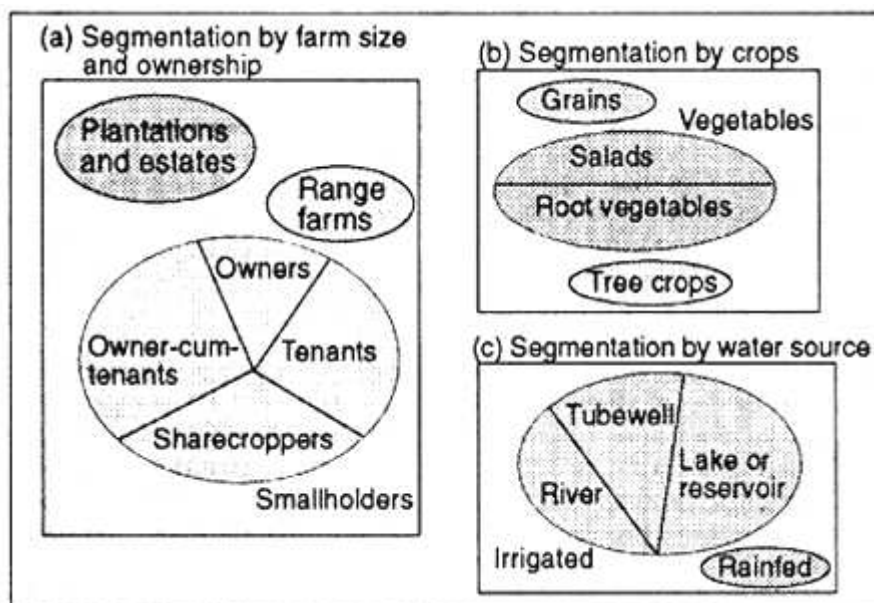 (a) Segmentation by farm size
and ownership
Plantations
and estates
Range
farms
Owners
Owner-cum-
tenants
Tenants
Sharecroppers
Smallholders
(b) Segmentation by crops
Grains
Vegetables
Salads
Root vegetables
Tree crops
(c) Segmentation by water source
Tubewell
Lake or
reservoir
River
Irrigated
Rainfed